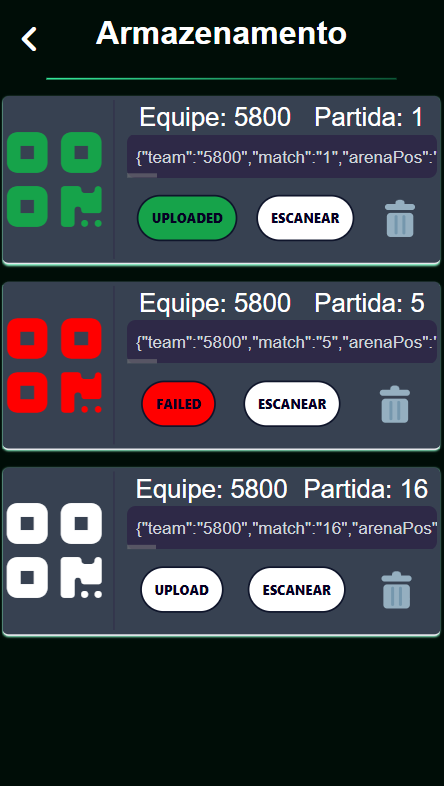 Armazenamento
Equipe: 5800 Partida: 1
{"team":"5800","match":"1","arenaPos":"
UPLOADED ESCANEAR
Equipe: 5800 Partida: 5
{"team":"5800","match":"5","arenaPos":"
FAILED ESCANEAR
Equipe: 5800 Partida: 16
{"team":"5800","match":"16","arenaPos"
UPLOAD ESCANEAR